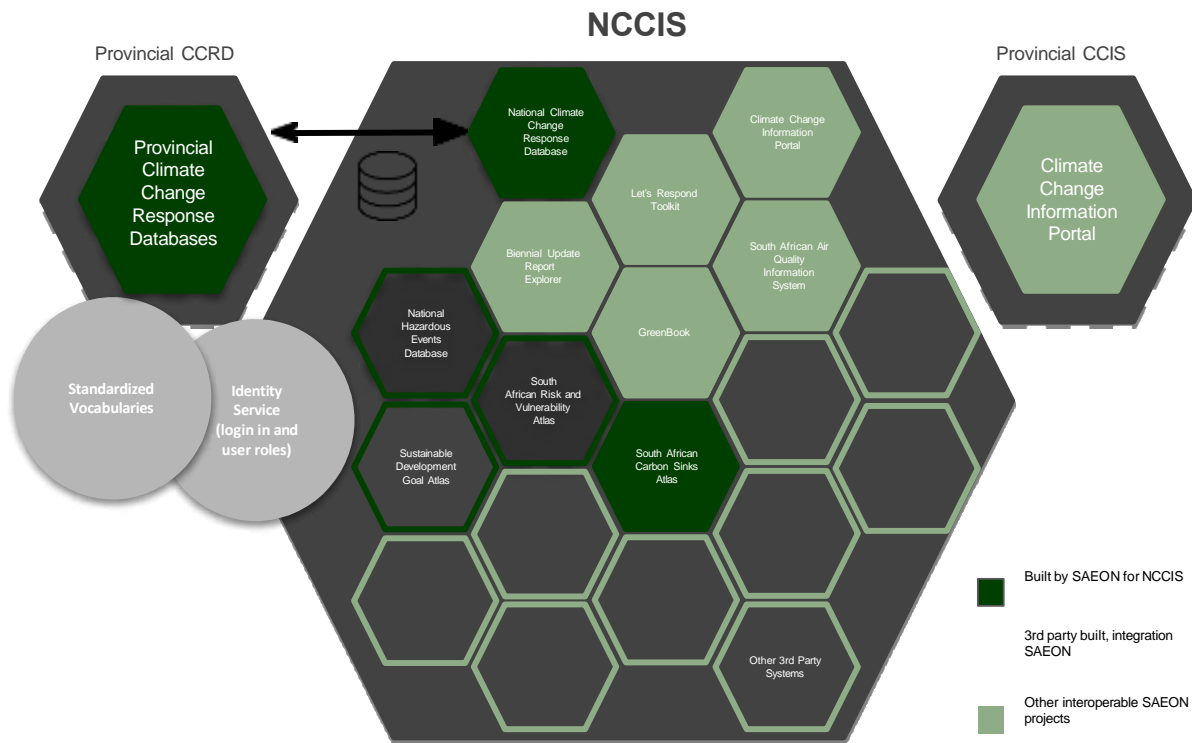 NCCIS
Provincial CCRD
Provincial CCIS
Provincial
Climate
Change
Response
Databases
National Climate
Change
Response
Database
Climate Change
Information
Portal
Let's Respond
Toolkit
Climate
Change
Information
Portal
Biennial Update
Report
Explorer
South African Air
Quality
Information
System
National
Hazardous
Events
Database
GreenBook
Standardized
Vocabularies
Identity
Service
(login in and
user roles)
South
African Risk and
Vulnerability
Atlas
Sustainable
Development
Goal Atlas
South African
Carbon Sinks
Atlas
Other 3rd Party
Systems
Built by SAEON for NCCIS
3rd party built, integration
SAEON
Other interoperable SAEON
projects